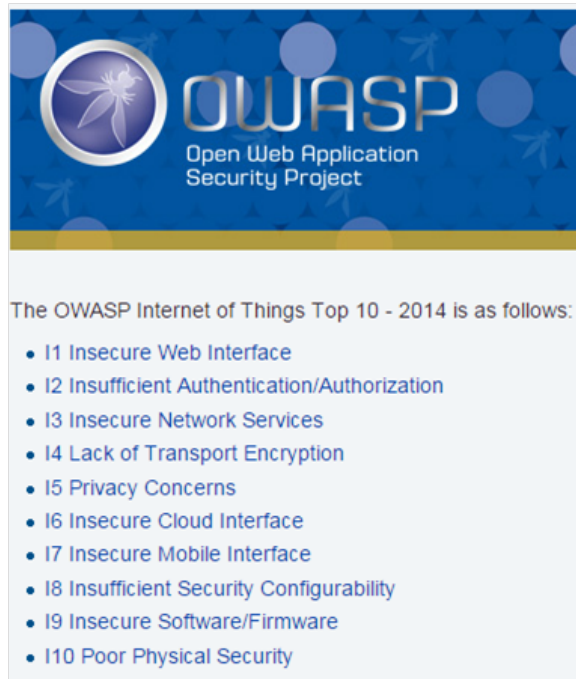 OWASP
Open Web Application
Security Project
The OWASP Internet of Things Top 10 - 2014 is as follows:
• I1 Insecure Web Interface
• I2 Insufficient Authentication/Authorization
• I3 Insecure Network Services
• I4 Lack of Transport Encryption
• I5 Privacy Concerns
• I6 Insecure Cloud Interface
• I7 Insecure Mobile Interface
• I8 Insufficient Security Configurability
• I9 Insecure Software/Firmware
• I10 Poor Physical Security